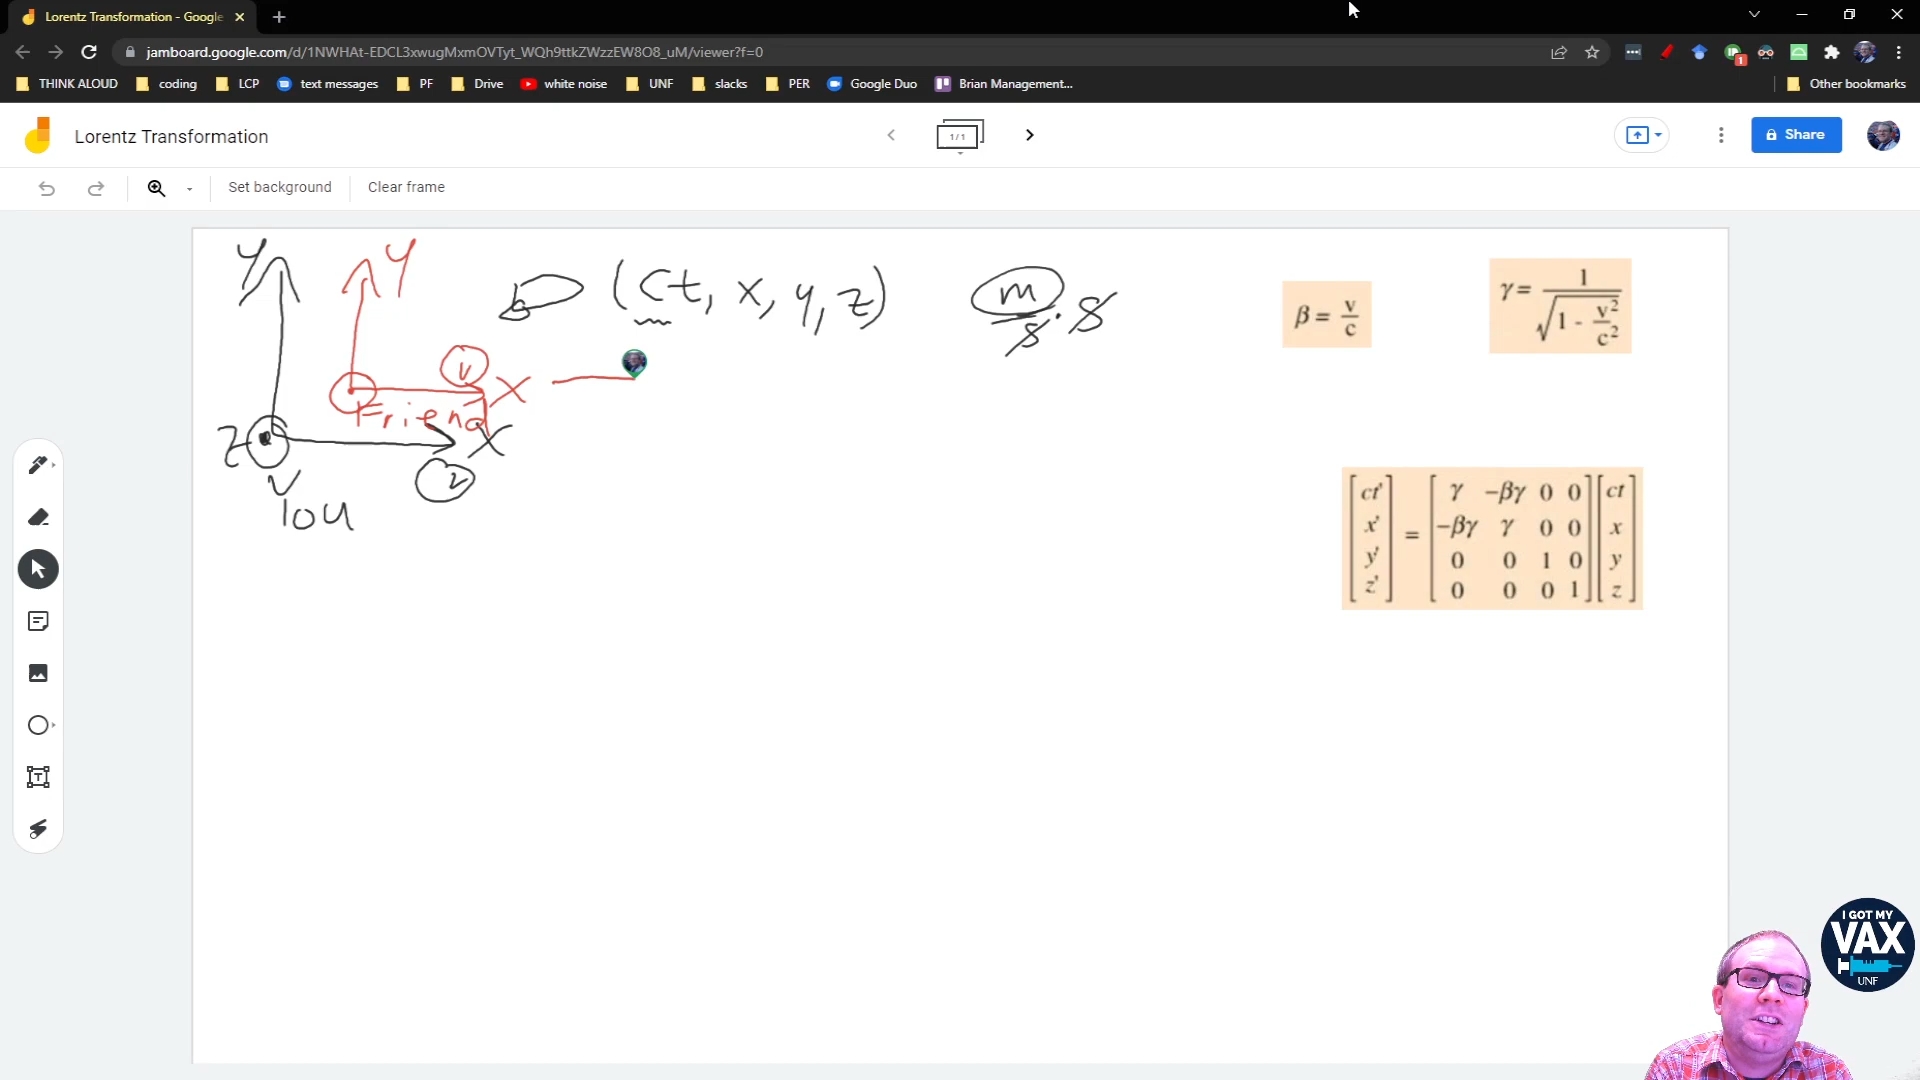 Lorentz Transformation - Google
jamboard.google.com/d/1NWHAt-EDCL3xwugMxmOVTyt_WQh9ttkZWzzEW8O8_uM/viewer?f=0
1
THINK ALOUD coding LCP text messages PF Drive white noise UNF slacks PER Google Duo Brian Management... Other bookmarks
Lorentz Transformation
1 / 1
Share
Set background Clear frame
y y
(ct, x, y, z)
m/s · s
β = v/c
γ = 1/√(1 - v²/c²)
v x
Friend
z x
v
You
[ct' x' y' z'] = [γ -βγ 0 0; -βγ γ 0 0; 0 0 1 0; 0 0 0 1] [ct x y z]
I GOT MY
VAX
UNF